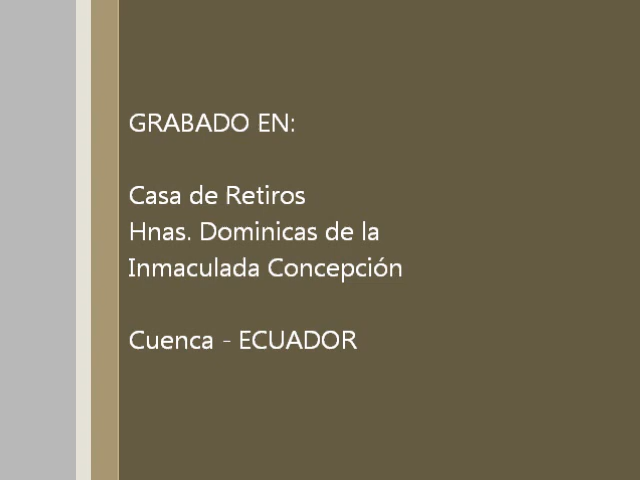 GRABADO EN:
Casa de Retiros
Hnas. Dominicas de la
Inmaculada Concepción
Cuenca - ECUADOR